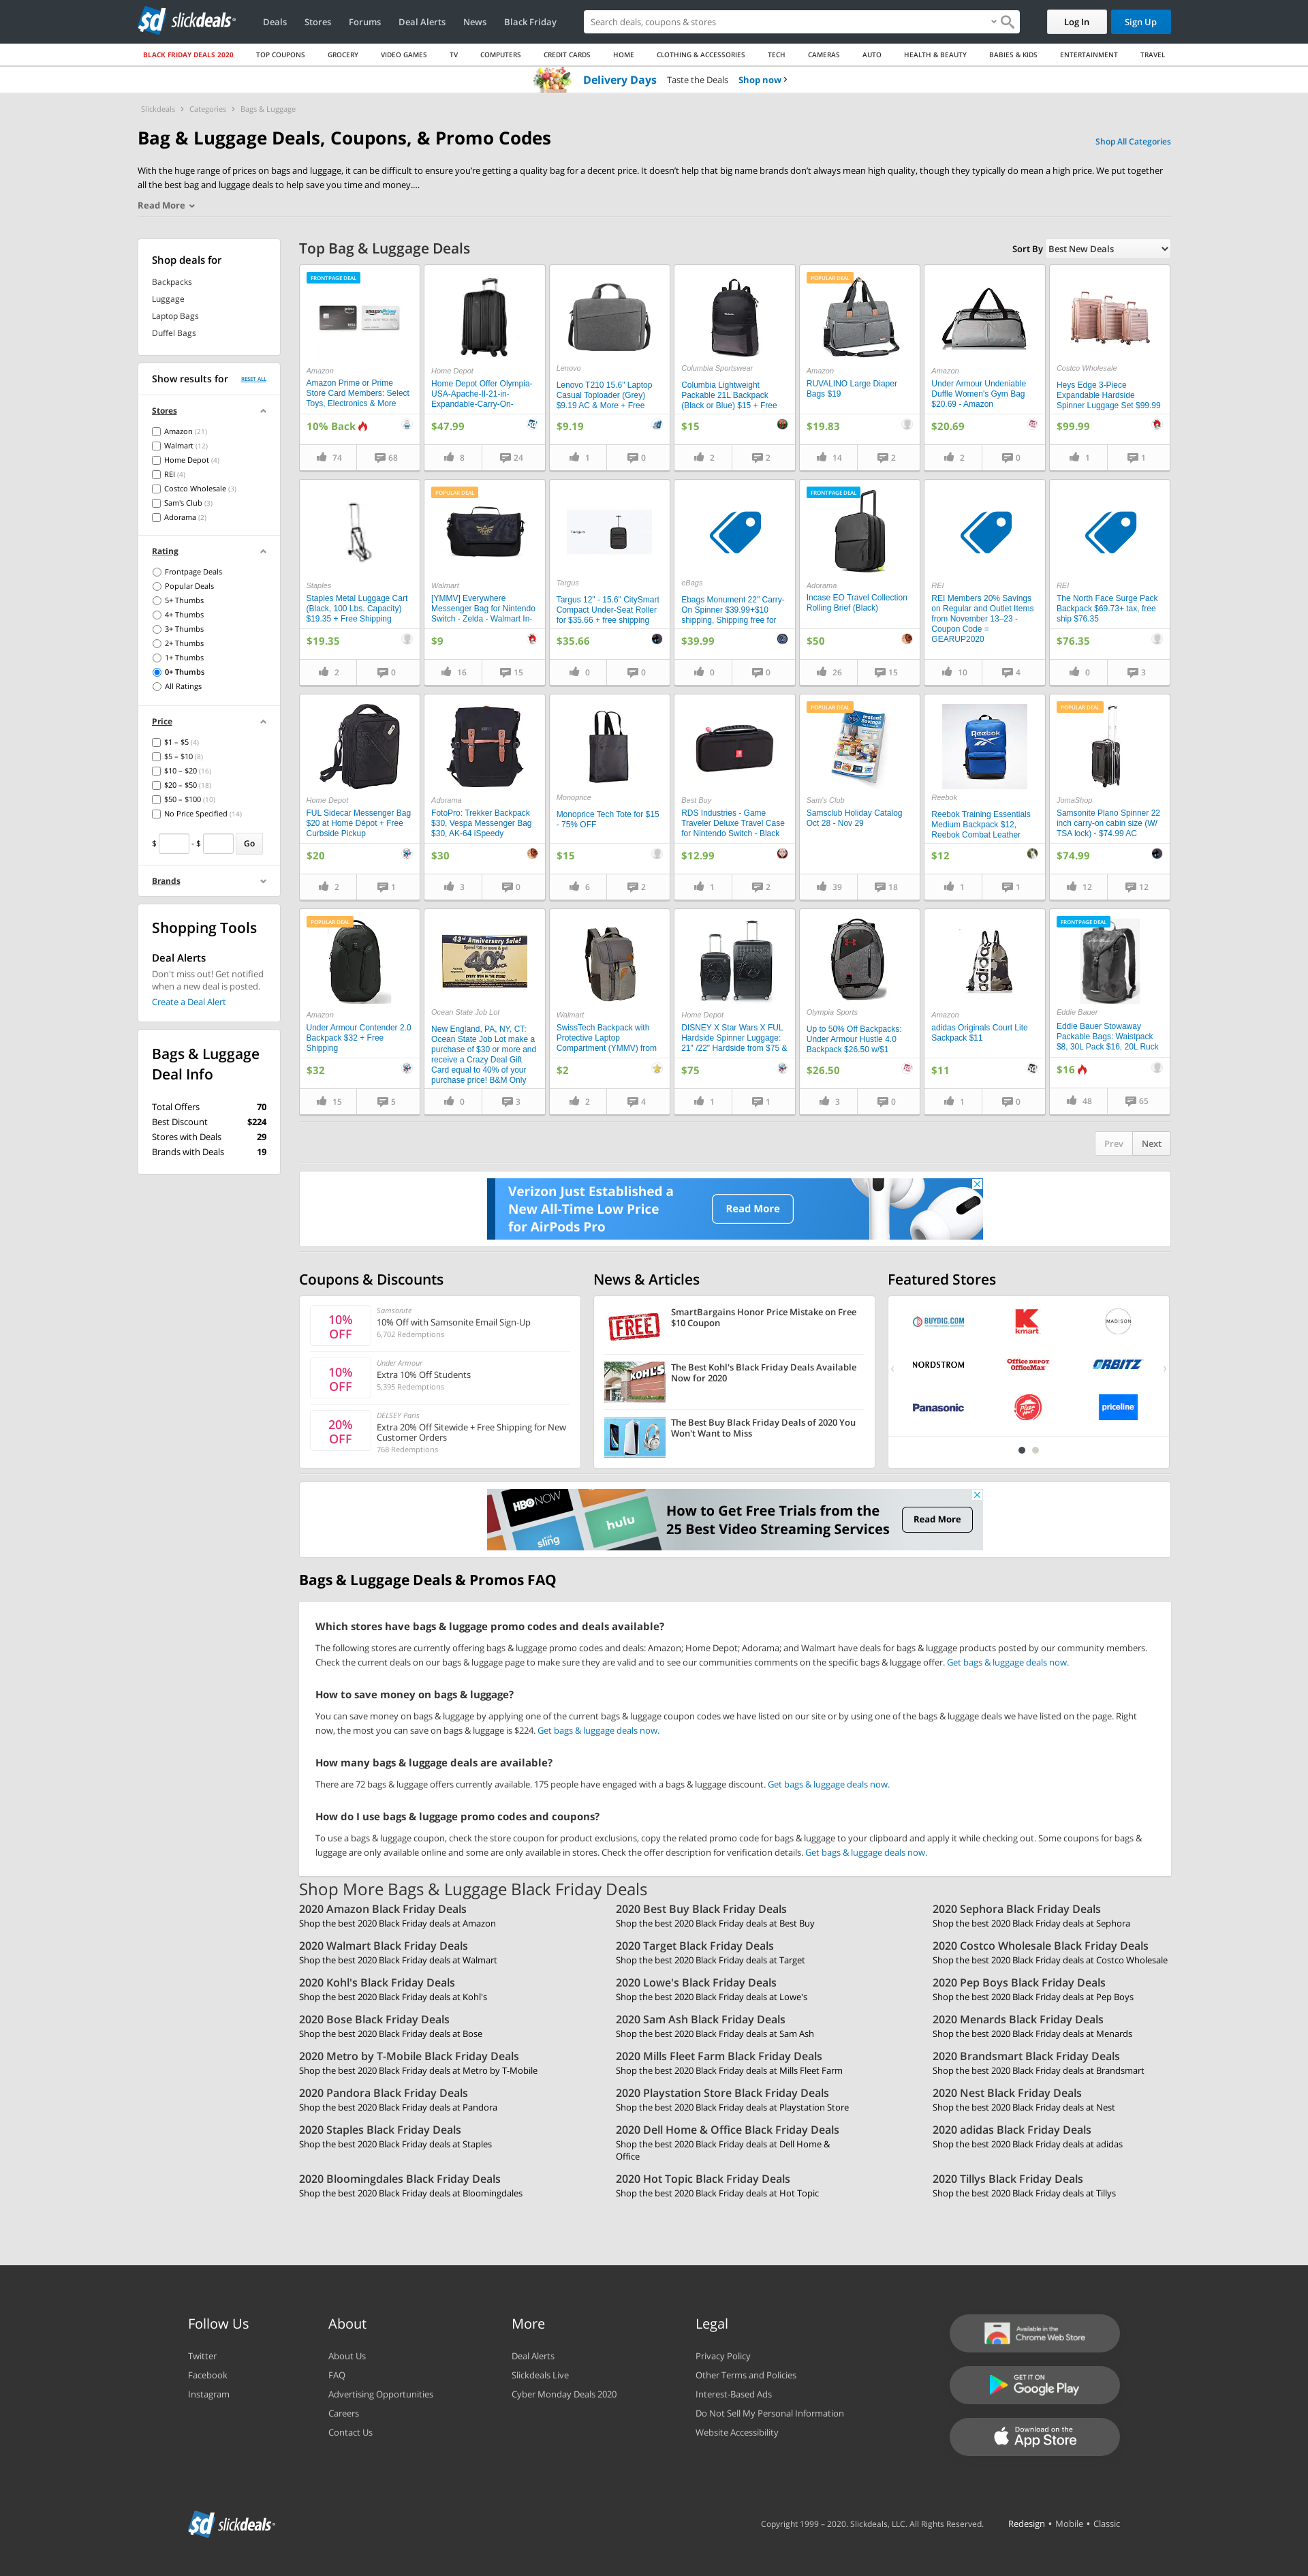 slickdeals
Deals Stores Forums Deal Alerts News Black Friday
Search deals, coupons & stores
Log In
Sign Up
BLACK FRIDAY DEALS 2020 TOP COUPONS GROCERY VIDEO GAMES TV COMPUTERS CREDIT CARDS HOME CLOTHING & ACCESSORIES TECH CAMERAS AUTO HEALTH & BEAUTY BABIES & KIDS ENTERTAINMENT TRAVEL
Delivery Days Taste the Deals Shop now ›
Slickdeals › Categories › Bags & Luggage
Bag & Luggage Deals, Coupons, & Promo Codes
Shop All Categories
With the huge range of prices on bags and luggage, it can be difficult to ensure you're getting a quality bag for a decent price. It doesn't help that big name brands don't always mean high quality, though they typically do mean a high price. We put together
all the best bag and luggage deals to help save you time and money....
Read More
Shop deals for
Backpacks
Luggage
Laptop Bags
Duffel Bags
Show results for RESET ALL
Stores
Amazon (21)
Walmart (12)
Home Depot (4)
REI (4)
Costco Wholesale (3)
Sam's Club (3)
Adorama (2)
Rating
Frontpage Deals
Popular Deals
5+ Thumbs
4+ Thumbs
3+ Thumbs
2+ Thumbs
1+ Thumbs
0+ Thumbs
All Ratings
Price
$1 – $5 (4)
$5 – $10 (8)
$10 – $20 (16)
$20 – $50 (18)
$50 – $100 (10)
No Price Specified (14)
$ - $ Go
Brands
Shopping Tools
Deal Alerts
Don't miss out! Get notified
when a new deal is posted.
Create a Deal Alert
Bags & Luggage
Deal Info
Total Offers 70
Best Discount $224
Stores with Deals 29
Brands with Deals 19
Top Bag & Luggage Deals
Sort By Best New Deals
FRONTPAGE DEAL
Amazon
Amazon Prime or Prime
Store Card Members: Select
Toys, Electronics & More
10% Back
74 68
Home Depot
Home Depot Offer Olympia-
USA-Apache-II-21-in-
Expandable-Carry-On-
$47.99
8 24
Lenovo
Lenovo T210 15.6" Laptop
Casual Toploader (Grey)
$9.19 AC & More + Free
$9.19
1 0
Columbia Sportswear
Columbia Lightweight
Packable 21L Backpack
(Black or Blue) $15 + Free
$15
2 2
POPULAR DEAL
Amazon
RUVALINO Large Diaper
Bags $19
$19.83
14 2
Amazon
Under Armour Undeniable
Duffle Women's Gym Bag
$20.69 - Amazon
$20.69
2 0
Costco Wholesale
Heys Edge 3-Piece
Expandable Hardside
Spinner Luggage Set $99.99
$99.99
1 1
Staples
Staples Metal Luggage Cart
(Black, 100 Lbs. Capacity)
$19.35 + Free Shipping
$19.35
2 0
POPULAR DEAL
Walmart
[YMMV] Everywhere
Messenger Bag for Nintendo
Switch - Zelda - Walmart In-
$9
16 15
Targus
Targus 12" - 15.6" CitySmart
Compact Under-Seat Roller
for $35.66 + free shipping
$35.66
0 0
eBags
Ebags Monument 22" Carry-
On Spinner $39.99+$10
shipping, Shipping free for
$39.99
0 0
FRONTPAGE DEAL
Adorama
Incase EO Travel Collection
Rolling Brief (Black)
$50
26 15
REI
REI Members 20% Savings
on Regular and Outlet Items
from November 13–23 -
Coupon Code =
GEARUP2020
10 4
REI
The North Face Surge Pack
Backpack $69.73+ tax, free
ship $76.35
$76.35
0 3
Home Depot
FUL Sidecar Messenger Bag
$20 at Home Depot + Free
Curbside Pickup
$20
2 1
Adorama
FotoPro: Trekker Backpack
$30, Vespa Messenger Bag
$30, AK-64 iSpeedy
$30
3 0
Monoprice
Monoprice Tech Tote for $15
- 75% OFF
$15
6 2
Best Buy
RDS Industries - Game
Traveler Deluxe Travel Case
for Nintendo Switch - Black
$12.99
1 2
POPULAR DEAL
Instant Savings
Sam's Club
Samsclub Holiday Catalog
Oct 28 - Nov 29
39 18
Reebok
Reebok
Reebok Training Essentials
Medium Backpack $12,
Reebok Combat Leather
$12
1 1
POPULAR DEAL
JomaShop
Samsonite Plano Spinner 22
inch carry-on cabin size (W/
TSA lock) - $74.99 AC
$74.99
12 12
POPULAR DEAL
Amazon
Under Armour Contender 2.0
Backpack $32 + Free
Shipping
$32
15 5
43rd Anniversary Sale!
40%
Ocean State Job Lot
New England, PA, NY, CT:
Ocean State Job Lot make a
purchase of $30 or more and
receive a Crazy Deal Gift
Card equal to 40% of your
purchase price! B&M Only
0 3
Walmart
SwissTech Backpack with
Protective Laptop
Compartment (YMMV) from
$2
2 4
Home Depot
DISNEY X Star Wars X FUL
Hardside Spinner Luggage:
21" /22" Hardside from $75 &
$75
1 1
Olympia Sports
Up to 50% Off Backpacks:
Under Armour Hustle 4.0
Backpack $26.50 w/$1
$26.50
3 0
adidas
Amazon
adidas Originals Court Lite
Sackpack $11
$11
1 0
FRONTPAGE DEAL
Eddie Bauer
Eddie Bauer Stowaway
Packable Bags: Waistpack
$8, 30L Pack $16, 20L Ruck
$16
48 65
Prev Next
Verizon Just Established a
New All-Time Low Price
for AirPods Pro
Read More
Coupons & Discounts
10% OFF
Samsonite
10% Off with Samsonite Email Sign-Up
6,702 Redemptions
10% OFF
Under Armour
Extra 10% Off Students
5,395 Redemptions
20% OFF
DELSEY Paris
Extra 20% Off Sitewide + Free Shipping for New
Customer Orders
768 Redemptions
News & Articles
FREE
SmartBargains Honor Price Mistake on Free
$10 Coupon
KOHL'S
The Best Kohl's Black Friday Deals Available
Now for 2020
The Best Buy Black Friday Deals of 2020 You
Won't Want to Miss
Featured Stores
BUYDIG.COM kmart MADISON
NORDSTROM Office DEPOT OfficeMax ORBITZ
Panasonic Pizza Hut priceline
HBO NOW
hulu
sling
How to Get Free Trials from the
25 Best Video Streaming Services
Read More
Bags & Luggage Deals & Promos FAQ
Which stores have bags & luggage promo codes and deals available?
The following stores are currently offering bags & luggage promo codes and deals: Amazon; Home Depot; Adorama; and Walmart have deals for bags & luggage products posted by our community members.
Check the current deals on our bags & luggage page to make sure they are valid and to see our communities comments on the specific bags & luggage offer. Get bags & luggage deals now.
How to save money on bags & luggage?
You can save money on bags & luggage by applying one of the current bags & luggage coupon codes we have listed on our site or by using one of the bags & luggage deals we have listed on the page. Right
now, the most you can save on bags & luggage is $224. Get bags & luggage deals now.
How many bags & luggage deals are available?
There are 72 bags & luggage offers currently available. 175 people have engaged with a bags & luggage discount. Get bags & luggage deals now.
How do I use bags & luggage promo codes and coupons?
To use a bags & luggage coupon, check the store coupon for product exclusions, copy the related promo code for bags & luggage to your clipboard and apply it while checking out. Some coupons for bags &
luggage are only available online and some are only available in stores. Check the offer description for verification details. Get bags & luggage deals now.
Shop More Bags & Luggage Black Friday Deals
2020 Amazon Black Friday Deals
Shop the best 2020 Black Friday deals at Amazon
2020 Best Buy Black Friday Deals
Shop the best 2020 Black Friday deals at Best Buy
2020 Sephora Black Friday Deals
Shop the best 2020 Black Friday deals at Sephora
2020 Walmart Black Friday Deals
Shop the best 2020 Black Friday deals at Walmart
2020 Target Black Friday Deals
Shop the best 2020 Black Friday deals at Target
2020 Costco Wholesale Black Friday Deals
Shop the best 2020 Black Friday deals at Costco Wholesale
2020 Kohl's Black Friday Deals
Shop the best 2020 Black Friday deals at Kohl's
2020 Lowe's Black Friday Deals
Shop the best 2020 Black Friday deals at Lowe's
2020 Pep Boys Black Friday Deals
Shop the best 2020 Black Friday deals at Pep Boys
2020 Bose Black Friday Deals
Shop the best 2020 Black Friday deals at Bose
2020 Sam Ash Black Friday Deals
Shop the best 2020 Black Friday deals at Sam Ash
2020 Menards Black Friday Deals
Shop the best 2020 Black Friday deals at Menards
2020 Metro by T-Mobile Black Friday Deals
Shop the best 2020 Black Friday deals at Metro by T-Mobile
2020 Mills Fleet Farm Black Friday Deals
Shop the best 2020 Black Friday deals at Mills Fleet Farm
2020 Brandsmart Black Friday Deals
Shop the best 2020 Black Friday deals at Brandsmart
2020 Pandora Black Friday Deals
Shop the best 2020 Black Friday deals at Pandora
2020 Playstation Store Black Friday Deals
Shop the best 2020 Black Friday deals at Playstation Store
2020 Nest Black Friday Deals
Shop the best 2020 Black Friday deals at Nest
2020 Staples Black Friday Deals
Shop the best 2020 Black Friday deals at Staples
2020 Dell Home & Office Black Friday Deals
Shop the best 2020 Black Friday deals at Dell Home &
Office
2020 adidas Black Friday Deals
Shop the best 2020 Black Friday deals at adidas
2020 Bloomingdales Black Friday Deals
Shop the best 2020 Black Friday deals at Bloomingdales
2020 Hot Topic Black Friday Deals
Shop the best 2020 Black Friday deals at Hot Topic
2020 Tillys Black Friday Deals
Shop the best 2020 Black Friday deals at Tillys
Follow Us
Twitter
Facebook
Instagram
About
About Us
FAQ
Advertising Opportunities
Careers
Contact Us
More
Deal Alerts
Slickdeals Live
Cyber Monday Deals 2020
Legal
Privacy Policy
Other Terms and Policies
Interest-Based Ads
Do Not Sell My Personal Information
Website Accessibility
Available in the
Chrome Web Store
GET IT ON
Google Play
Download on the
App Store
slickdeals
Copyright 1999 – 2020. Slickdeals, LLC. All Rights Reserved.
Redesign • Mobile • Classic